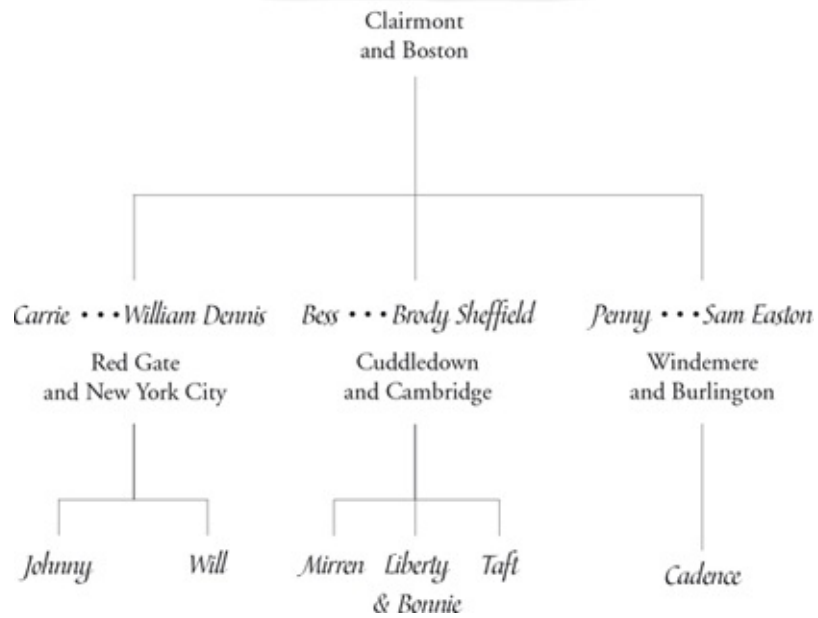 Clairmont
and Boston
Carrie • • • William Dennis
Bess • • • Brody Sheffield
Penny • • • Sam Easton
Red Gate
and New York City
Cuddledown
and Cambridge
Windemere
and Burlington
Johnny
Will
Mirren
Liberty
& Bonnie
Taft
Cadence